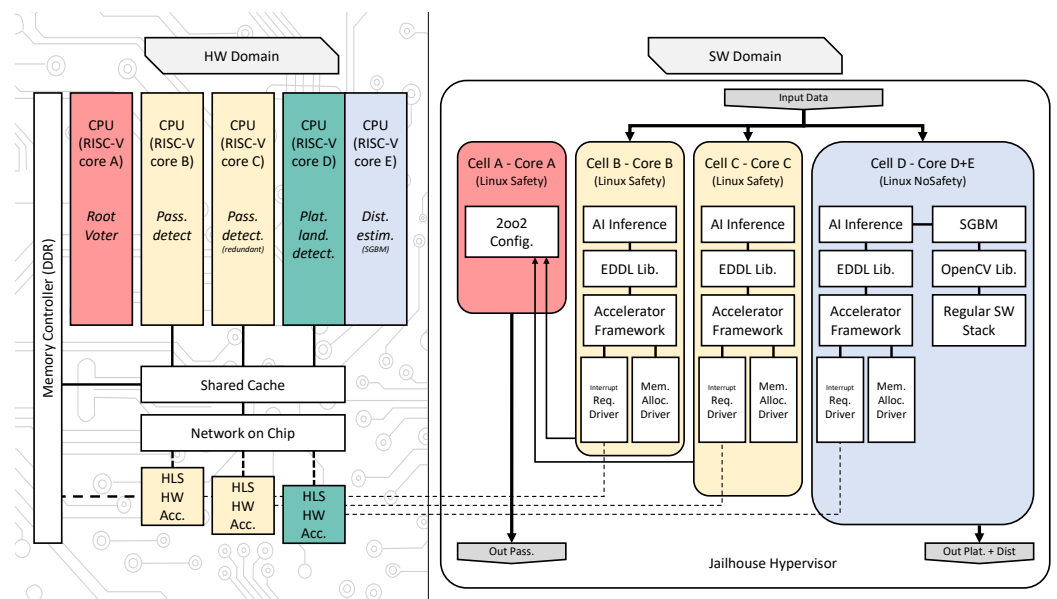 HW Domain
SW Domain
Memory Controller (DDR)
CPU
(RISC-V
core A)
Root
Voter
CPU
(RISC-V
core B)
Pass.
detect
CPU
(RISC-V
core C)
Pass.
detect.
(redundant)
CPU
(RISC-V
core D)
Plat.
land.
detect.
CPU
(RISC-V
core E)
Dist.
estim.
(SGBM)
Shared Cache
Network on Chip
HLS
HW
Acc.
HLS
HW
Acc.
HLS
HW
Acc.
Input Data
Cell A - Core A
(Linux Safety)
2oo2
Config.
Cell B - Core B
(Linux Safety)
AI Inference
EDDL Lib.
Accelerator
Framework
Interrupt
Req.
Driver
Mem.
Alloc.
Driver
Cell C - Core C
(Linux Safety)
AI Inference
EDDL Lib.
Accelerator
Framework
Interrupt
Req.
Driver
Mem.
Alloc.
Driver
Cell D - Core D+E
(Linux NoSafety)
AI Inference
EDDL Lib.
Accelerator
Framework
Interrupt
Req.
Driver
Mem.
Alloc.
Driver
SGBM
OpenCV Lib.
Regular SW
Stack
Out Pass.
Out Plat. + Dist
Jailhouse Hypervisor